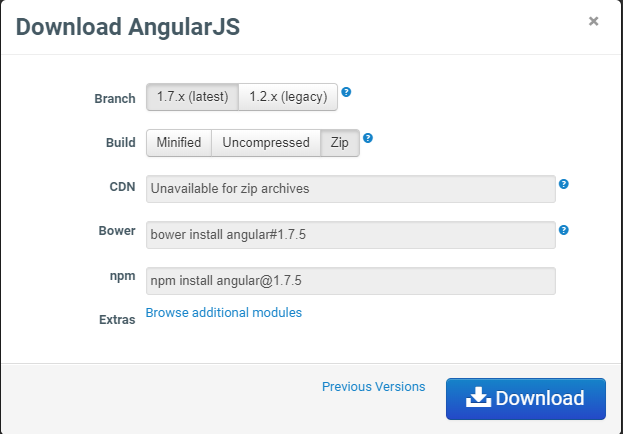 Download AngularJS ×
Branch 1.7.x (latest) 1.2.x (legacy) ?
Build Minified Uncompressed Zip ?
CDN Unavailable for zip archives ?
Bower bower install angular#1.7.5 ?
npm npm install angular@1.7.5
Extras Browse additional modules
Previous Versions Download